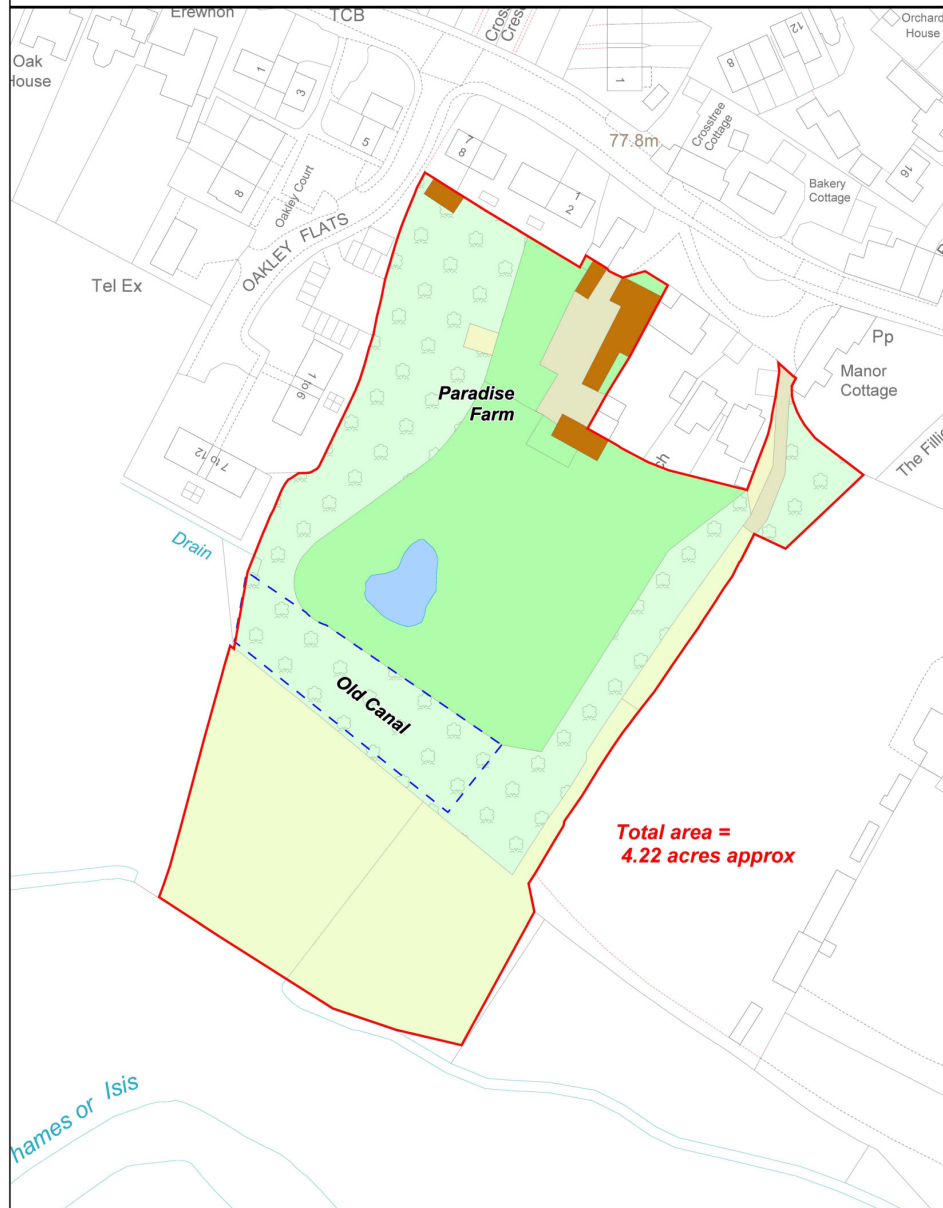 Erewhon
TCB
Orchard
House
Oak
House
1
3
5
8
Oakley Court
OAKLEY FLATS
Tel Ex
7
8
1
2
1
77.8m
8
12
Crosstree
Cottage
Bakery
Cottage
16
Pp
Manor
Cottage
1 to 6
7 to 12
Paradise
Farm
Drain
Old Canal
Total area =
4.22 acres approx
hames or Isis